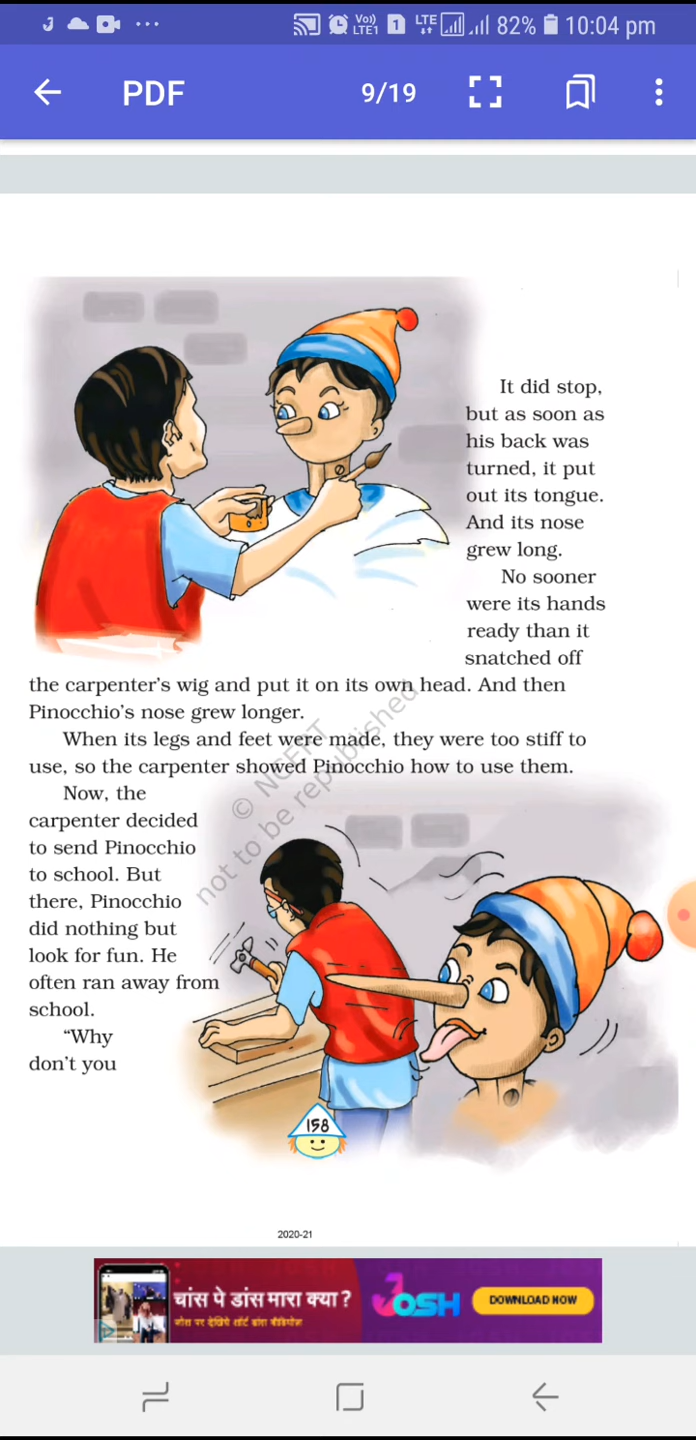 Vo))
LTE1
1
LTE
82%
10:04 pm
PDF
9/19
It did stop,
but as soon as
his back was
turned, it put
out its tongue.
And its nose
grew long.
No sooner
were its hands
ready than it
snatched off
the carpenter's wig and put it on its own head. And then
Pinocchio's nose grew longer.
When its legs and feet were made, they were too stiff to
use, so the carpenter showed Pinocchio how to use them.
Now, the
carpenter decided
to send Pinocchio
to school. But
there, Pinocchio
did nothing but
look for fun. He
often ran away from
school.
"Why
don't you
© NCERT
not to be republished
158
2020-21
चांस पे डांस मारा क्या?
जोश पर देखिये शॉर्ट डांस वीडियोज़
JOSH
DOWNLOAD NOW